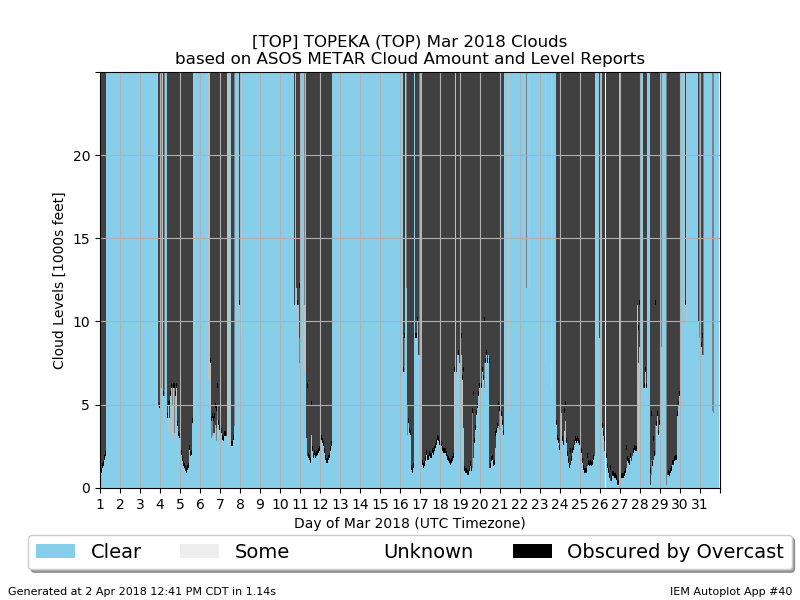 [TOP] TOPEKA (TOP) Mar 2018 Clouds
based on ASOS METAR Cloud Amount and Level Reports
Cloud Levels [1000s feet]
20
15
10
5
0
1 2 3 4 5 6 7 8 9 10 11 12 13 14 15 16 17 18 19 20 21 22 23 24 25 26 27 28 29 30 31
Day of Mar 2018 (UTC Timezone)
Clear Some Unknown Obscured by Overcast
Generated at 2 Apr 2018 12:41 PM CDT in 1.14s IEM Autoplot App #40